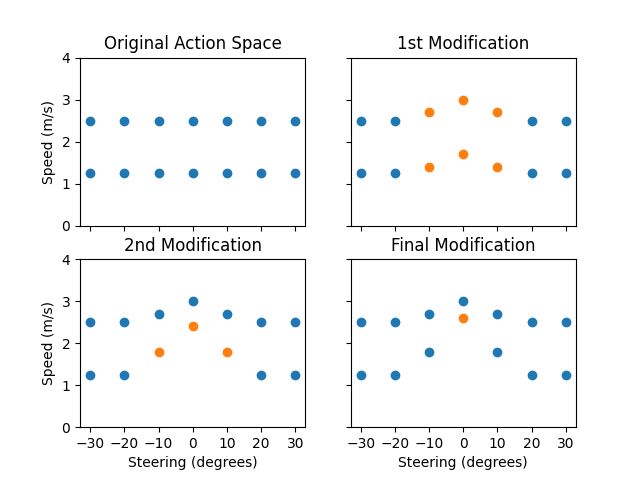 Original Action Space
1st Modification
4
3
2
1
0
Speed (m/s)
2nd Modification
Final Modification
4
3
2
1
0
Speed (m/s)
−30 −20 −10 0 10 20 30
−30 −20 −10 0 10 20 30
Steering (degrees)
Steering (degrees)